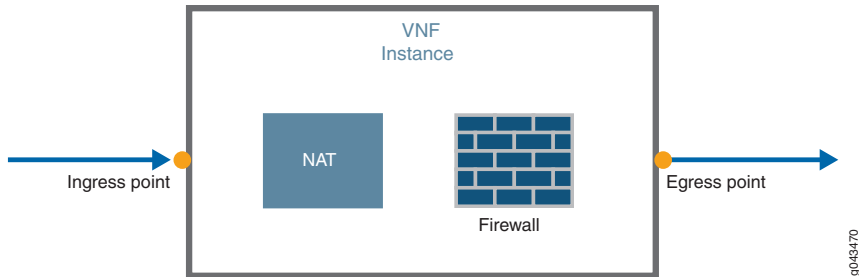 VNF
Instance
NAT
Ingress point
Egress point
Firewall
g043470